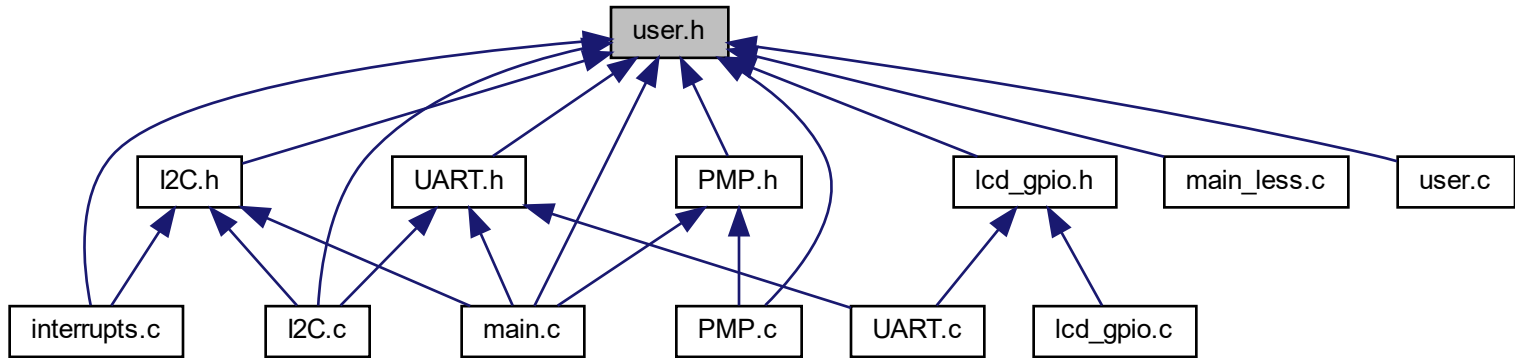 user.h
I2C.h
UART.h
PMP.h
lcd_gpio.h
main_less.c
user.c
interrupts.c
I2C.c
main.c
PMP.c
UART.c
lcd_gpio.c